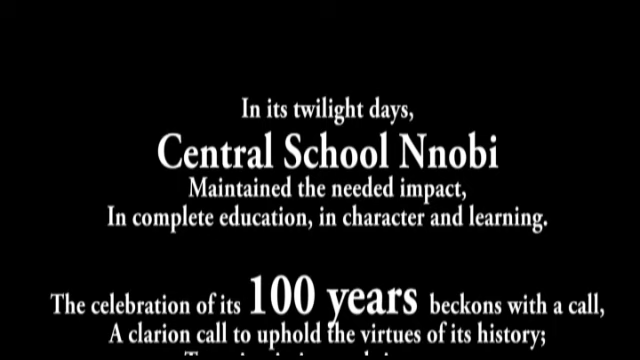 In its twilight days,
Central School Nnobi
Maintained the needed impact,
In complete education, in character and learning.
The celebration of its 100 years beckons with a call,
A clarion call to uphold the virtues of its history;